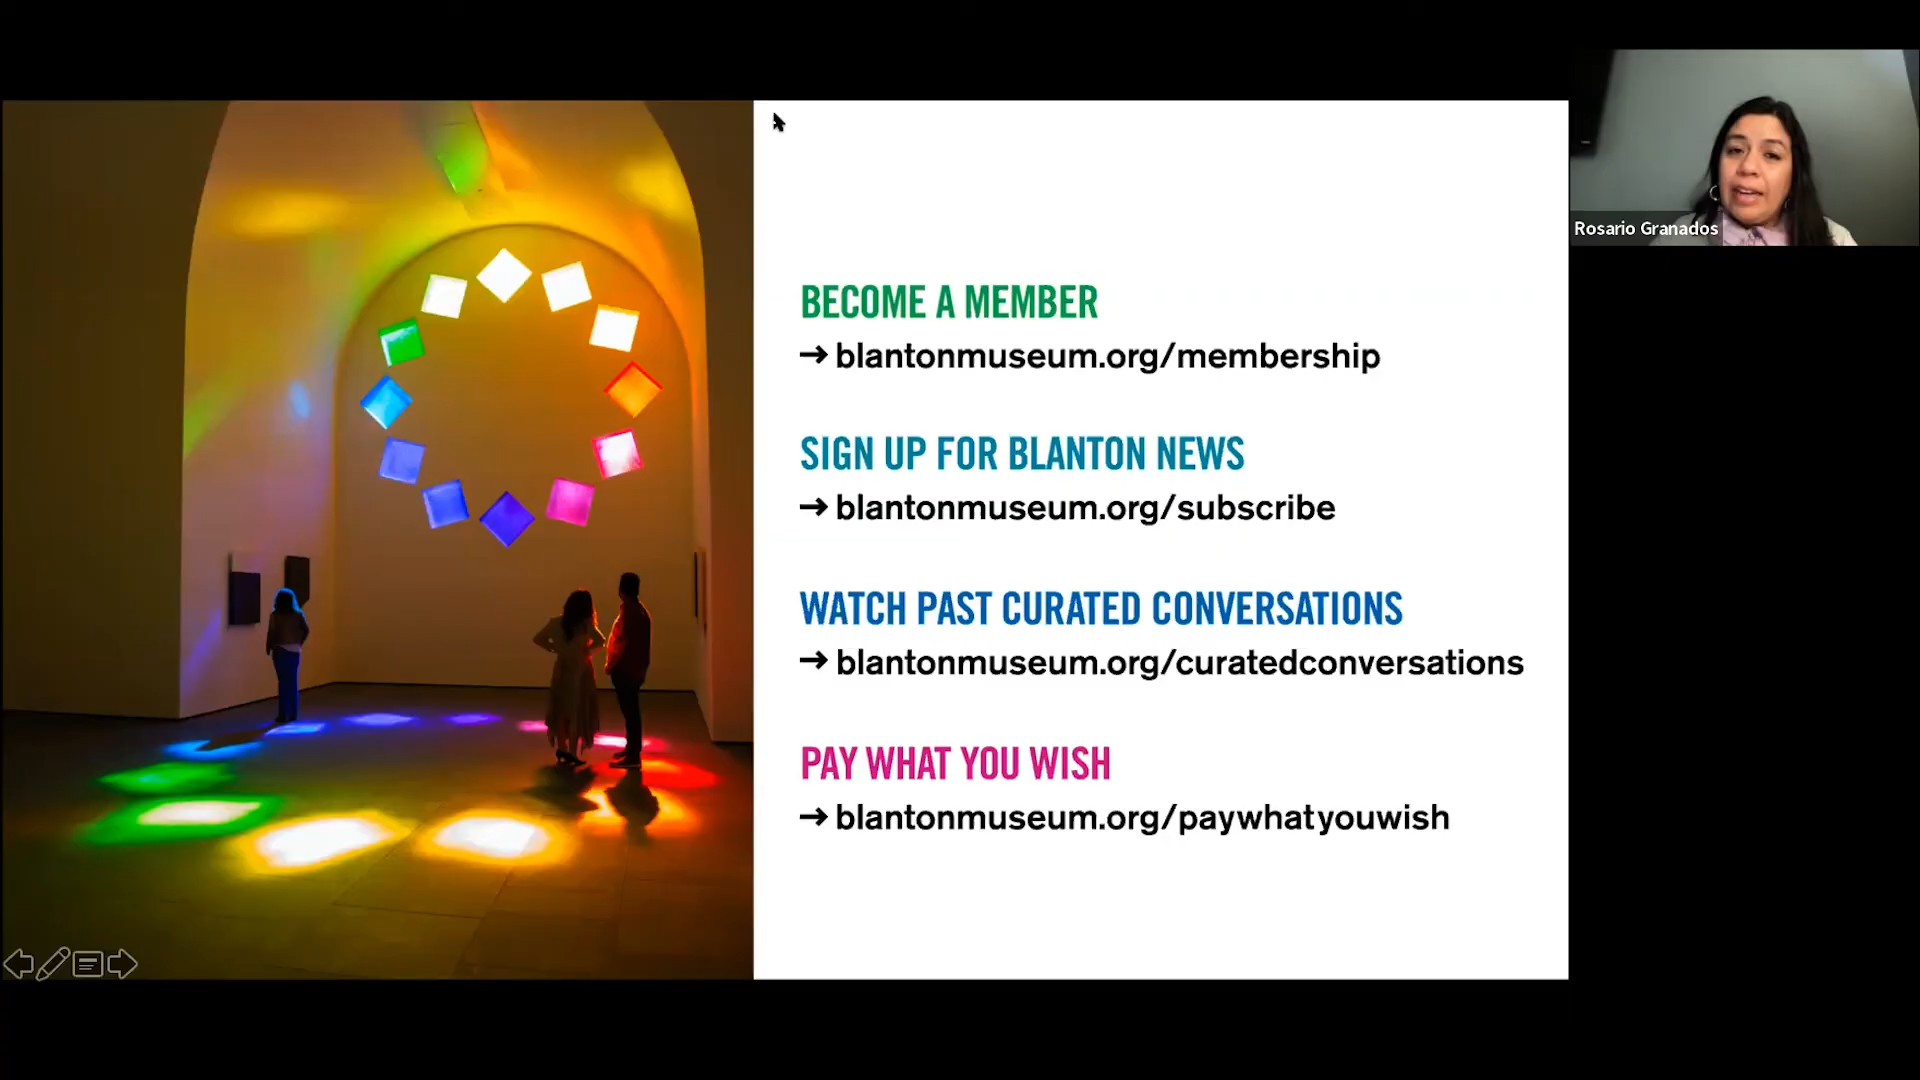 BECOME A MEMBER
→ blantonmuseum.org/membership
SIGN UP FOR BLANTON NEWS
→ blantonmuseum.org/subscribe
WATCH PAST CURATED CONVERSATIONS
→ blantonmuseum.org/curatedconversations
PAY WHAT YOU WISH
→ blantonmuseum.org/paywhatyouwish
Rosario Granados